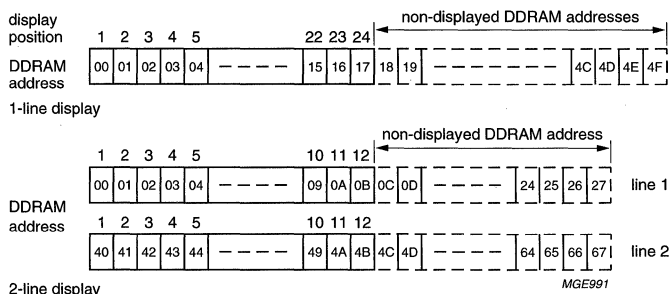 non-displayed DDRAM addresses
display
position 1 2 3 4 5 22 23 24
DDRAM
address 00 01 02 03 04 15 16 17 18 19 4C 4D 4E 4F
1-line display
non-displayed DDRAM address
1 2 3 4 5 10 11 12
00 01 02 03 04 09 0A 0B 0C 0D 24 25 26 27 line 1
DDRAM
address
1 2 3 4 5 10 11 12
40 41 42 43 44 49 4A 4B 4C 4D 64 65 66 67 line 2
MGE991
2-line display